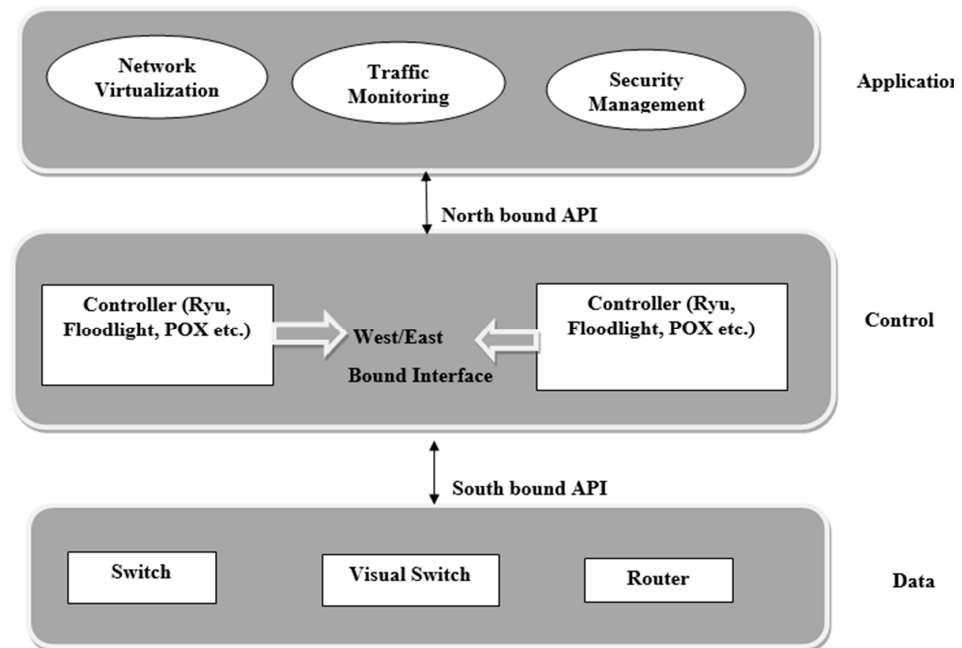 Network
Virtualization
Traffic
Monitoring
Security
Management
Application
North bound API
Controller (Ryu,
Floodlight, POX etc.)
West/East
Bound Interface
Controller (Ryu,
Floodlight, POX etc.)
Control
South bound API
Switch
Visual Switch
Router
Data